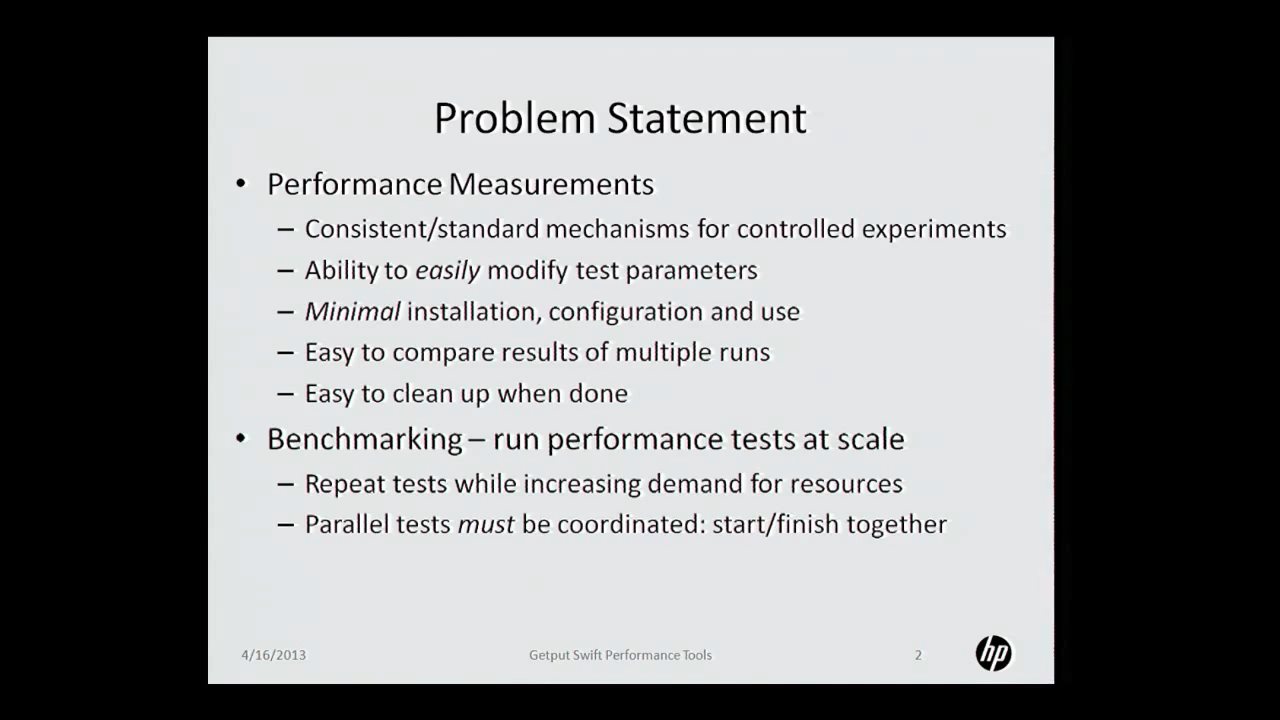 Problem Statement
• Performance Measurements
– Consistent/standard mechanisms for controlled experiments
– Ability to easily modify test parameters
– Minimal installation, configuration and use
– Easy to compare results of multiple runs
– Easy to clean up when done
• Benchmarking – run performance tests at scale
– Repeat tests while increasing demand for resources
– Parallel tests must be coordinated: start/finish together
4/16/2013
Getput Swift Performance Tools
2
hp